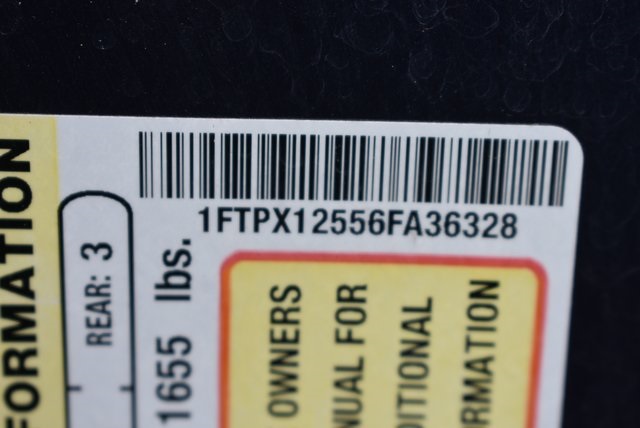 1FTPX12556FA36328
FORMATION
REAR: 3
1655 lbs.
OWNERS
NUAL FOR
DITIONAL
RMATION